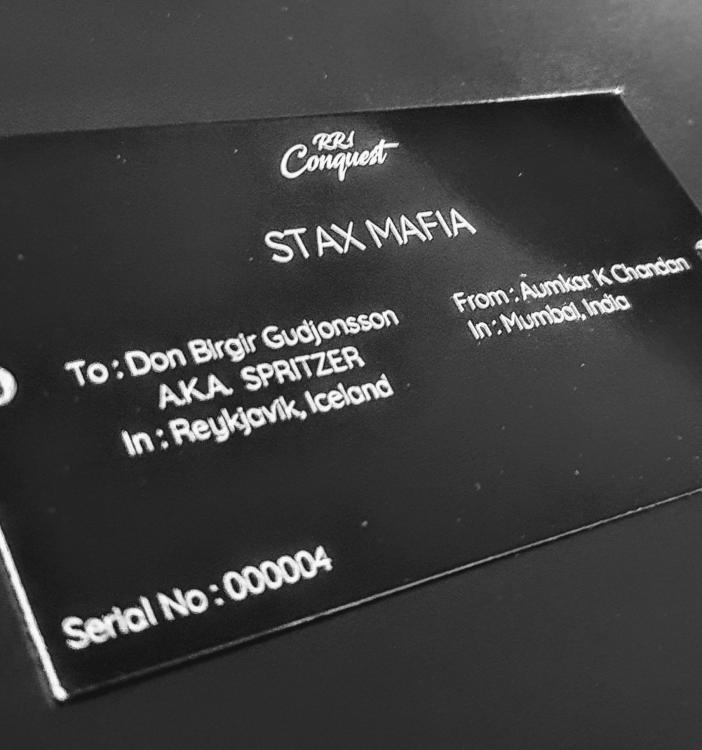 RR1
Conquest
STAX MAFIA
To : Don Birgir Gudjonsson
A.K.A. SPRITZER
In : Reykjavik, Iceland
From : Aumkar K Chandan
In : Mumbai, India
Serial No : 000004